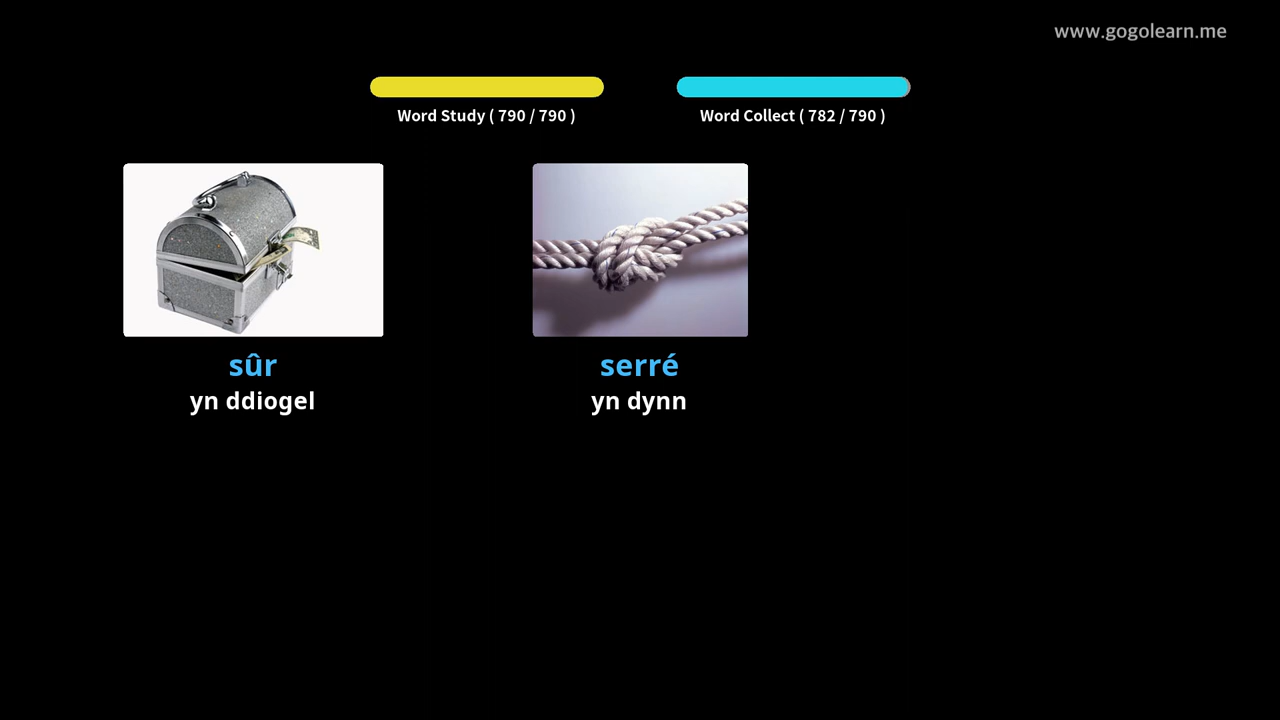 www.gogolearn.me
Word Study ( 790 / 790 )
Word Collect ( 782 / 790 )
sûr
yn ddiogel
serré
yn dynn